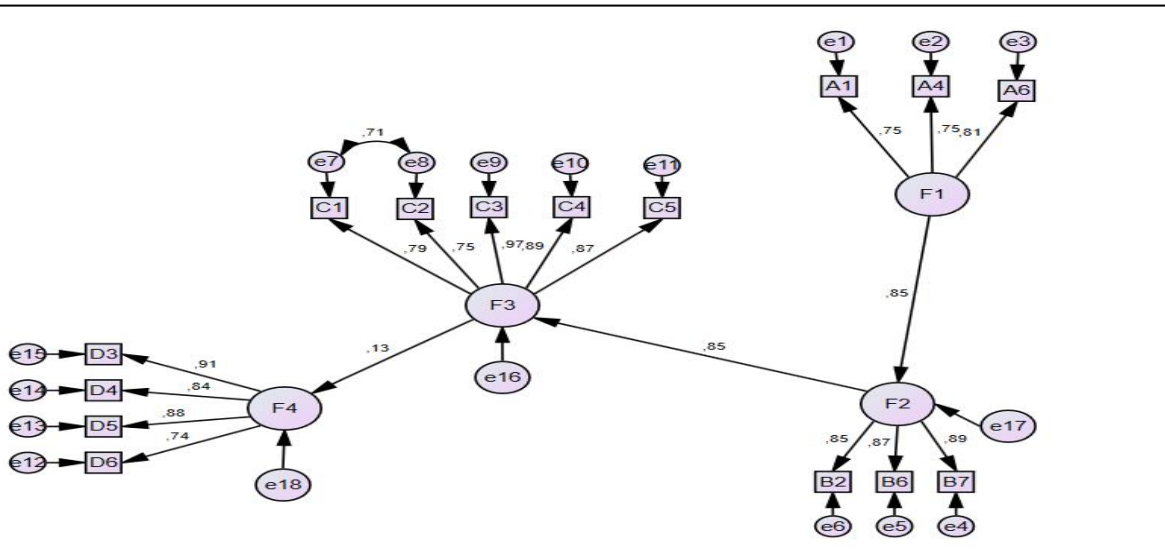 e1 e2 e3
A1 A4 A6
,75 ,75 ,81
,71
e7 e8 e9 e10 e11
C1 C2 C3 C4 C5
F1
,79 ,75 ,97 ,89 ,87
,85
F3
,13
,85
e15 D3
,91
e16
e14 D4
,84
F4
F2
,88
e13 D5
e17
,74
,85 ,87 ,89
e12 D6
e18
B2 B6 B7
e6 e5 e4